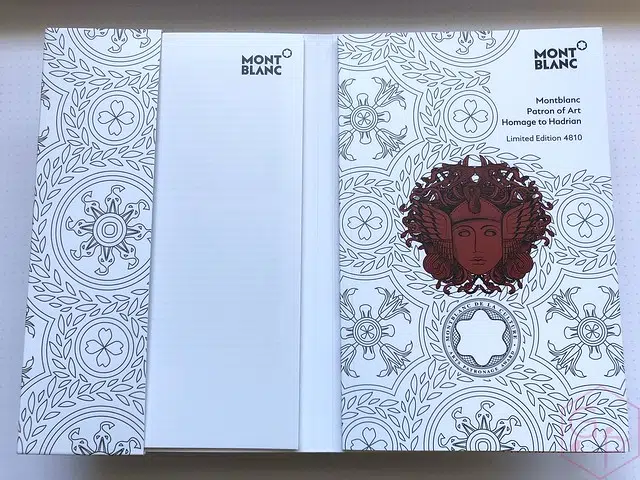 MONT
BLANC
MONT
BLANC
Montblanc
Patron of Art
Homage to Hadrian
Limited Edition 4810
MONTBLANC DE LA CULTURE
ARTS PATRONAGE AWARD